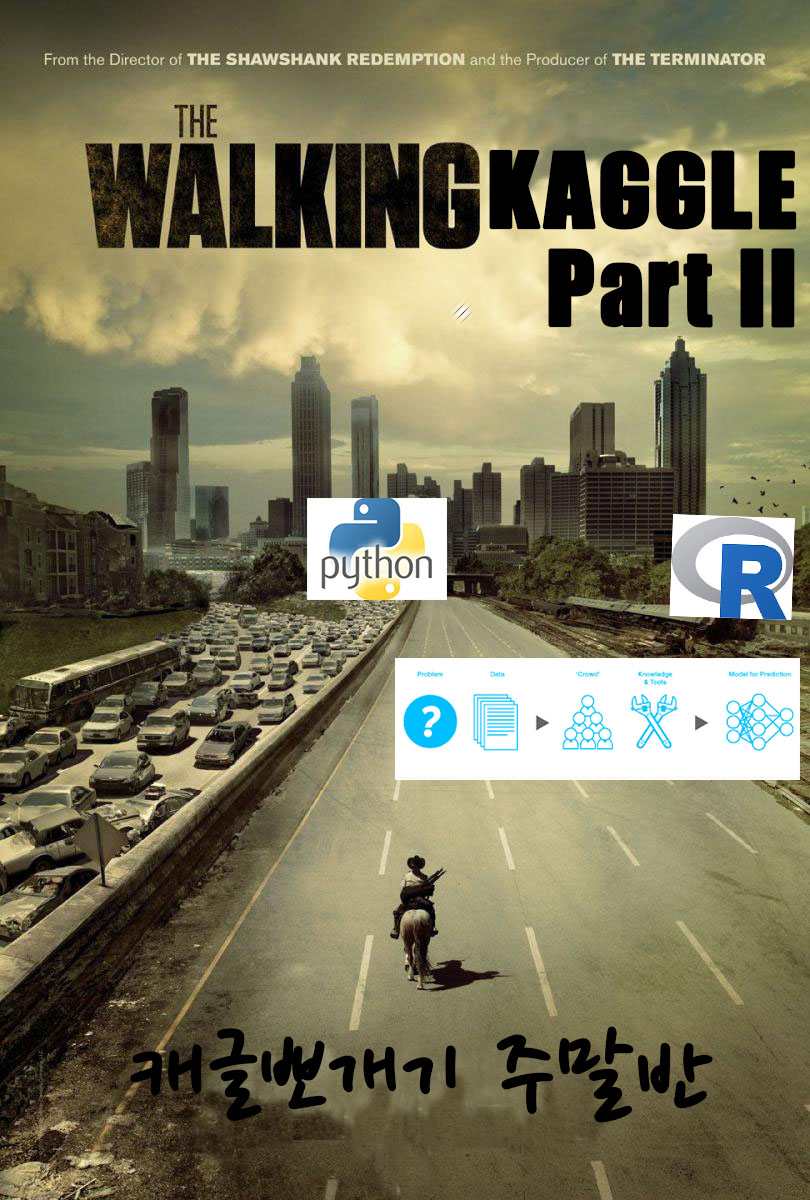 From the Director of THE SHAWSHANK REDEMPTION and the Producer of THE TERMINATOR
THE
WALKING KAGGLE
Part II
python
R
Problem Data "Crowd" Knowledge & Tools Model for Prediction
?
캐글뽀개기 주말반